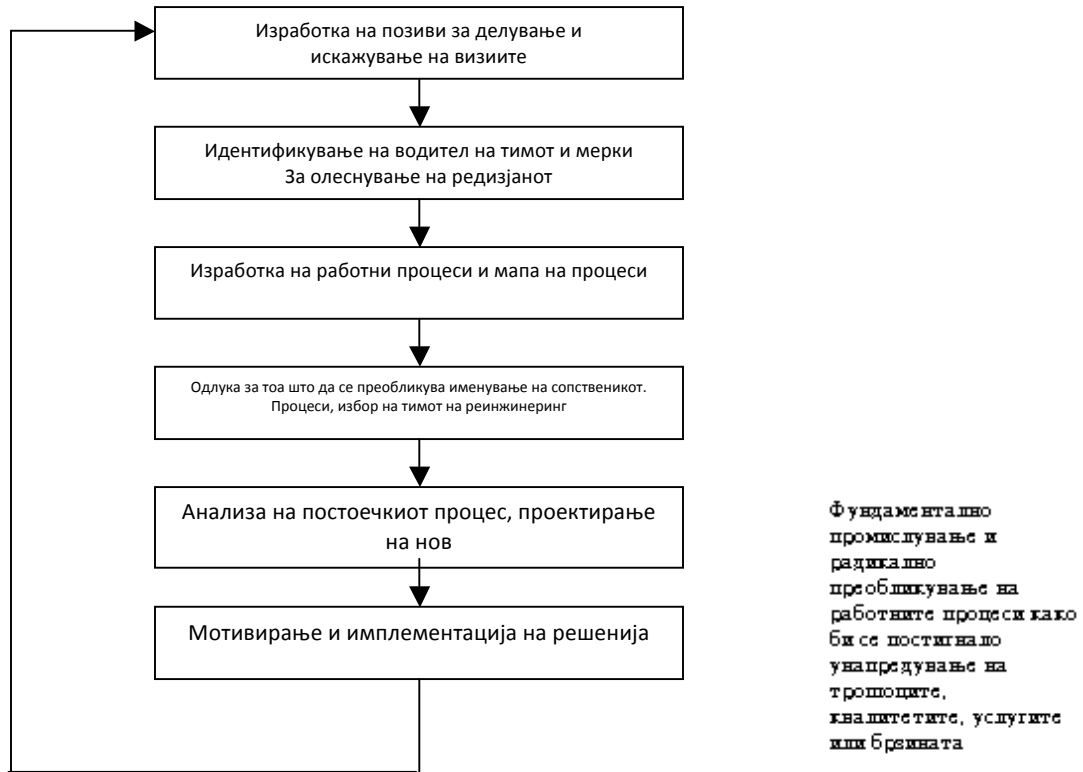 Изработка на позиви за делување и
искажување на визиите
Идентификување на водител на тимот и мерки
За олеснување на редизјанот
Изработка на работни процеси и мапа на процеси
Одлука за тоа што да се преобликува именување на сопственикот.
Процеси, избор на тимот на реинжинеринг
Анализа на постоечкиот процес, проектирање
на нов
Мотивирање и имплементација на решенија
Фундаментално
промислување и
радикално
преобликување на
работните процеси како
би се постигнало
унапредување на
трошоците,
квалитетите, услугите
или брзината